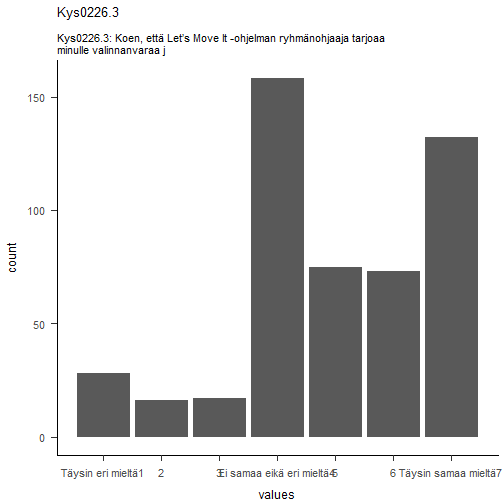 Kys0226.3
Kys0226.3: Koen, että Let's Move It -ohjelman ryhmänohjaaja tarjoaa
minulle valinnanvaraa j
150
100
50
0
count
Täysin eri mieltä1 2 3 Ei samaa eikä eri mieltä4 5 6 Täysin samaa mieltä7
values